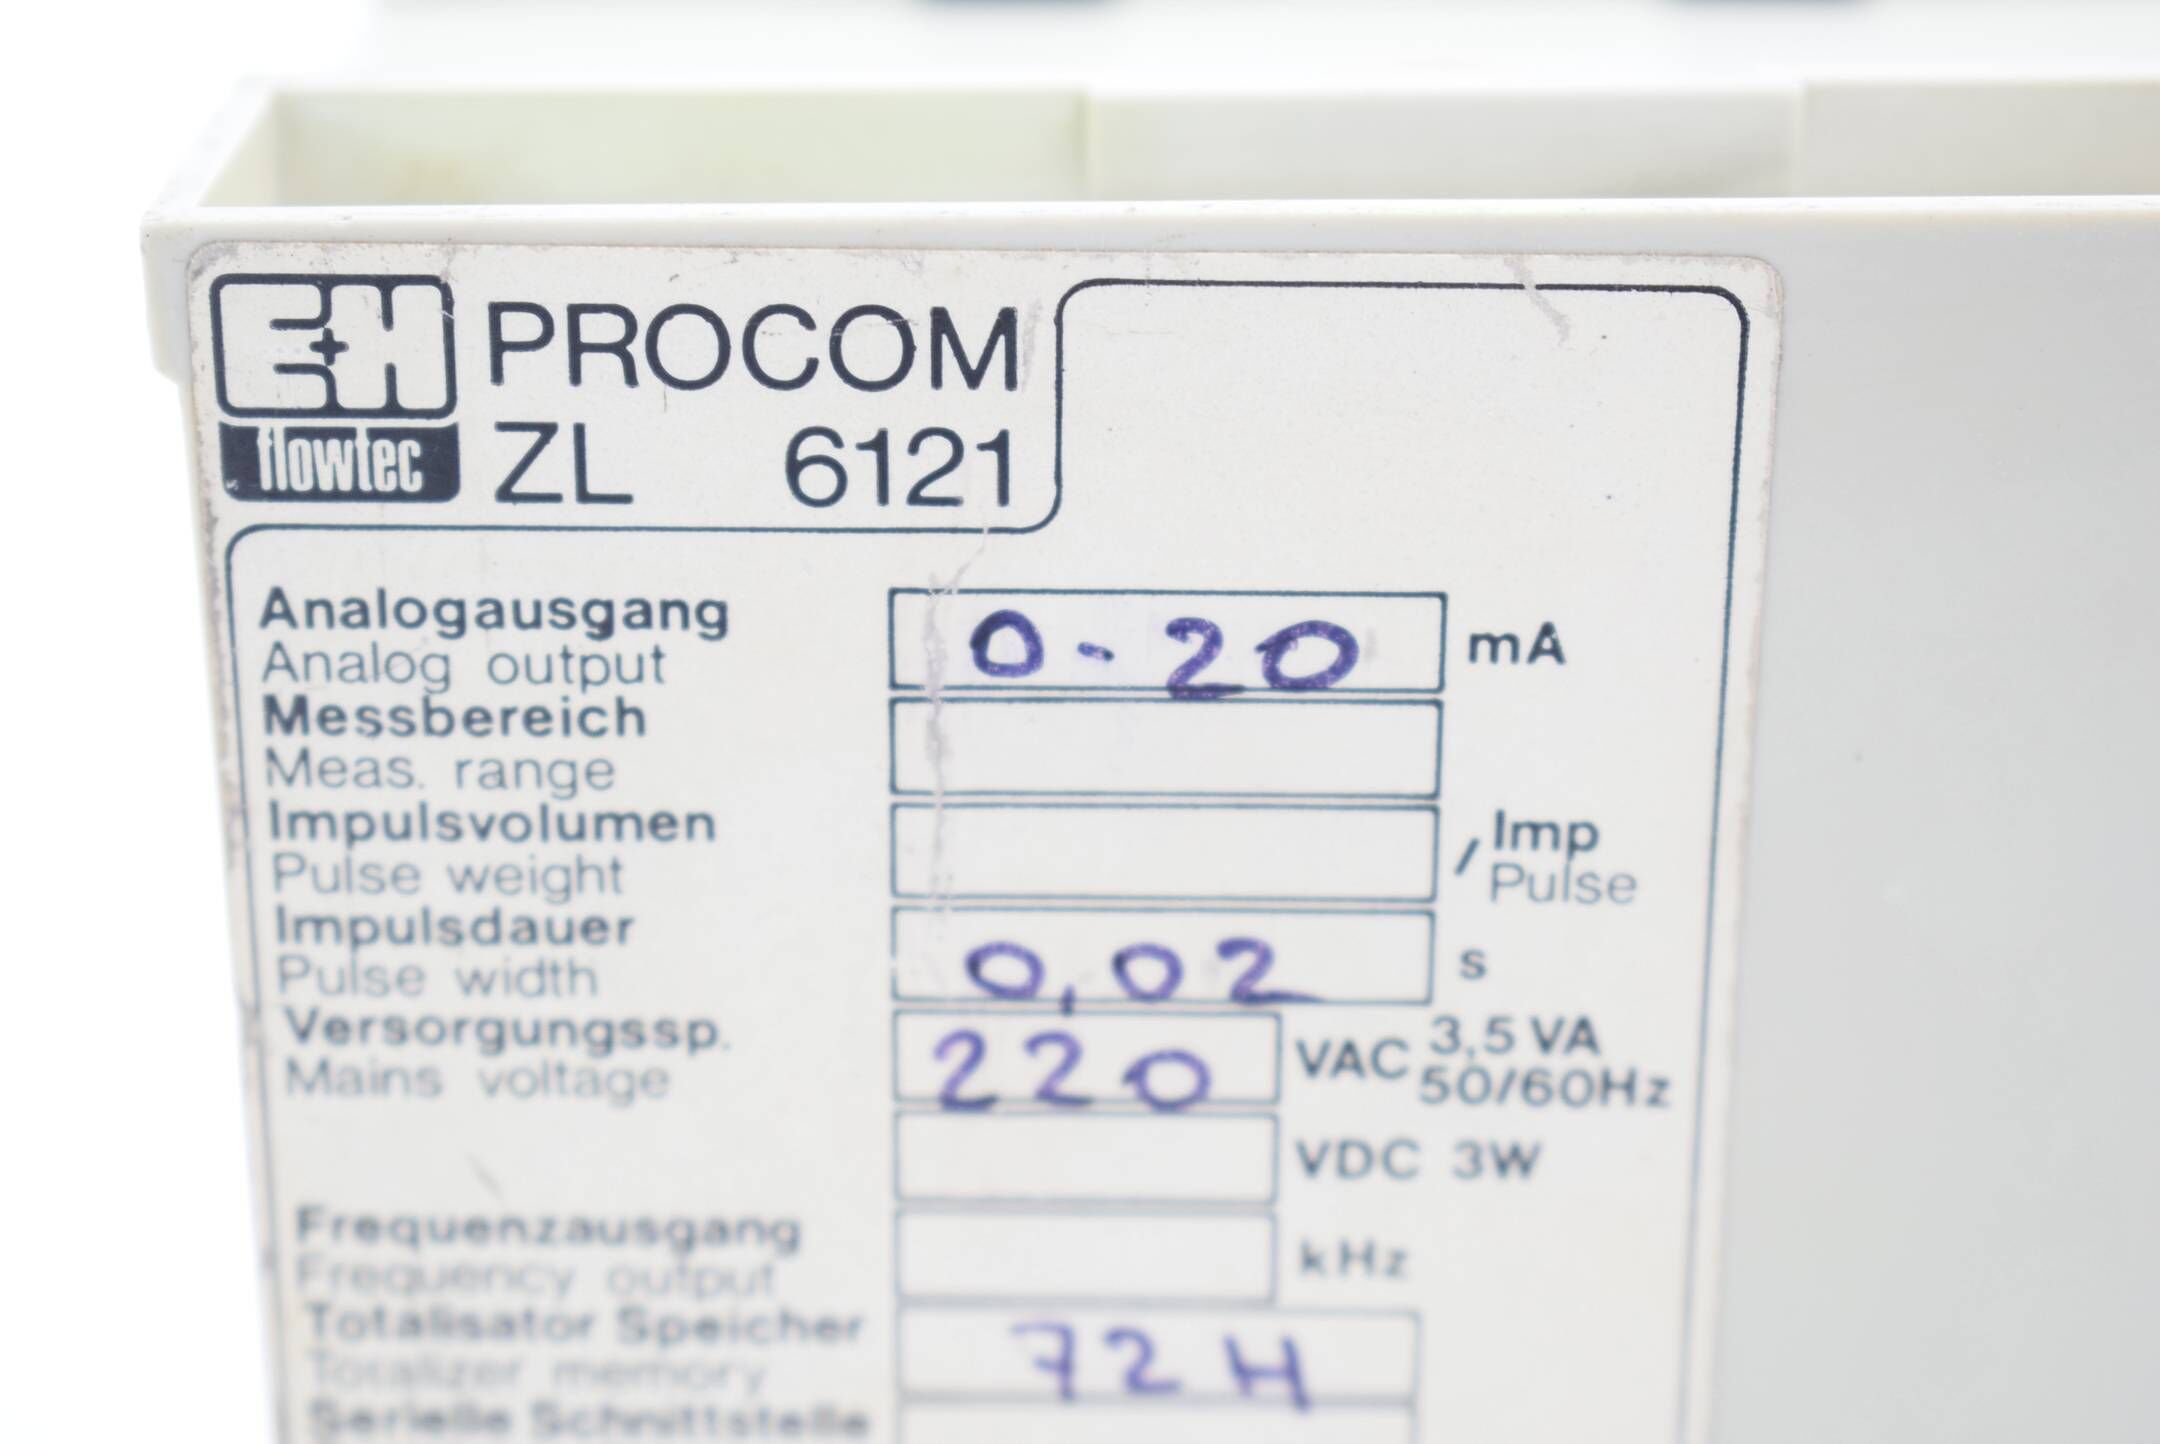 E+H PROCOM
flowtec ZL 6121
Analogausgang 0-20 mA
Analog output
Messbereich
Meas. range
Impulsvolumen / Imp
Pulse weight Pulse
Impulsdauer 0,02 s
Pulse width
Versorgungssp. 220 VAC 3,5 VA
Mains voltage 50/60Hz
VDC 3W
Frequenzausgang kHz
Frequency output
Totalisator Speicher 72H
Totalizer memory
Serielle Schnittstelle